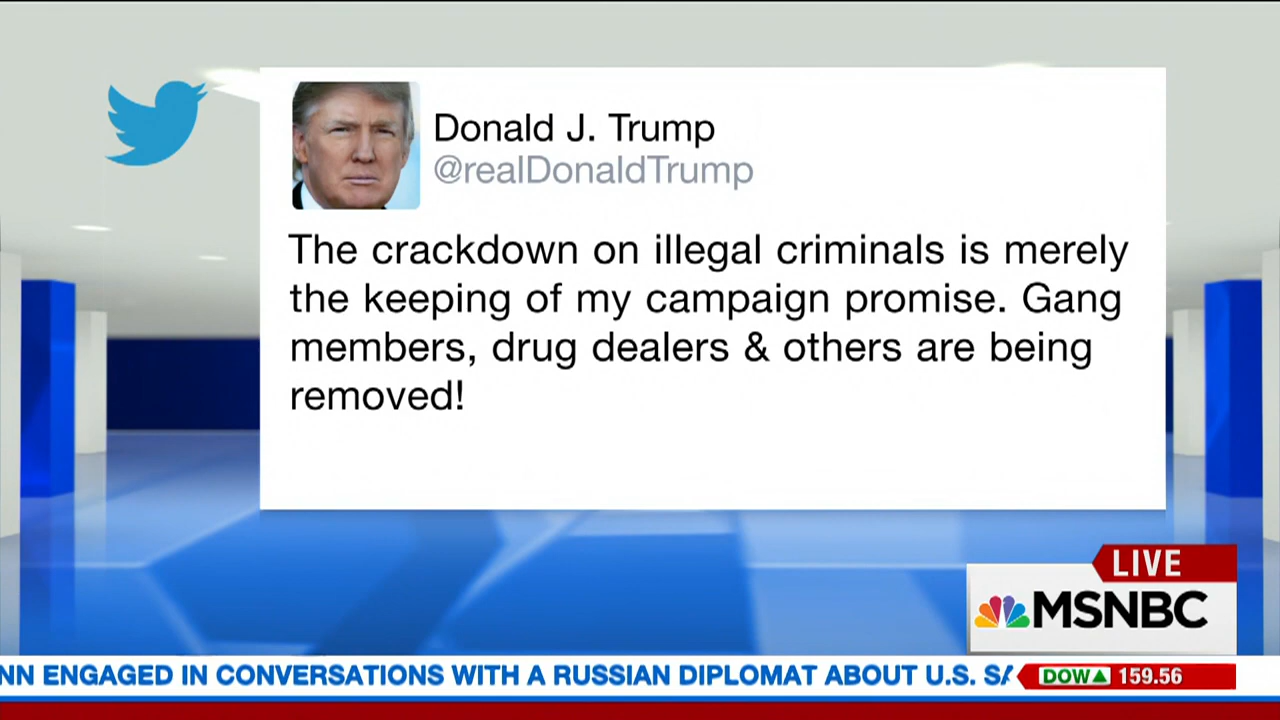 Donald J. Trump
@realDonaldTrump
The crackdown on illegal criminals is merely
the keeping of my campaign promise. Gang
members, drug dealers & others are being
removed!
LIVE
MSNBC
NN ENGAGED IN CONVERSATIONS WITH A RUSSIAN DIPLOMAT ABOUT U.S. SA
DOW 159.56